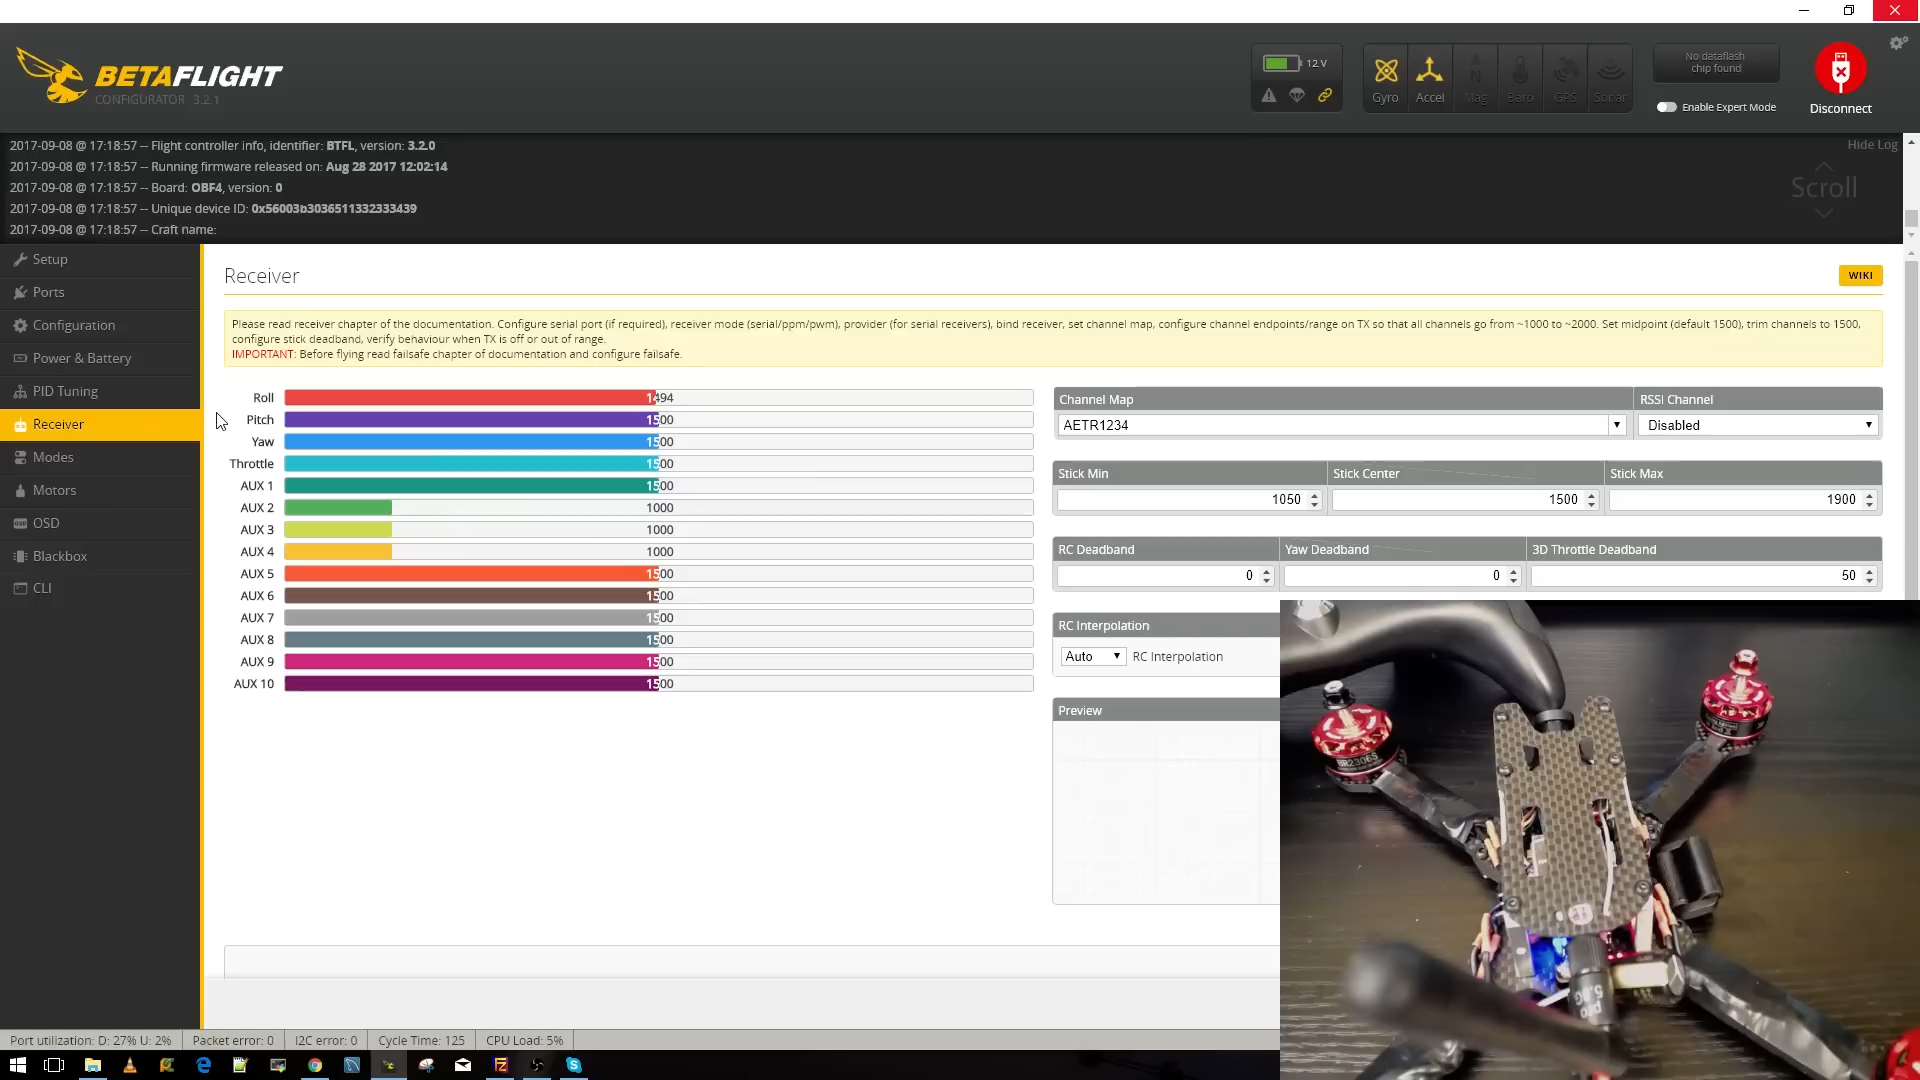 BETAFLIGHT
CONFIGURATOR 3.2.1
12 V
Gyro
Accel
Mag
Baro
GPS
Sonar
No dataflash
chip found
Enable Expert Mode
Disconnect
2017-09-08 @ 17:18:57 -- Flight controller info, identifier: BTFL, version: 3.2.0
2017-09-08 @ 17:18:57 -- Running firmware released on: Aug 28 2017 12:02:14
2017-09-08 @ 17:18:57 -- Board: OBF4, version: 0
2017-09-08 @ 17:18:57 -- Unique device ID: 0x56003b3036511332333439
2017-09-08 @ 17:18:57 -- Craft name:
Hide Log
Scroll
Setup
Ports
Configuration
Power & Battery
PID Tuning
Receiver
Modes
Motors
OSD
Blackbox
CLI
Receiver
WIKI
Please read receiver chapter of the documentation. Configure serial port (if required), receiver mode (serial/ppm/pwm), provider (for serial receivers), bind receiver, set channel map, configure channel endpoints/range on TX so that all channels go from ~1000 to ~2000. Set midpoint (default 1500), trim channels to 1500,
configure stick deadband, verify behaviour when TX is off or out of range.
IMPORTANT: Before flying read failsafe chapter of documentation and configure failsafe.
Roll 1494
Pitch 1500
Yaw 1500
Throttle 1500
AUX 1 1500
AUX 2 1000
AUX 3 1000
AUX 4 1000
AUX 5 1500
AUX 6 1500
AUX 7 1500
AUX 8 1500
AUX 9 1500
AUX 10 1500
Channel Map
RSSI Channel
AETR1234
Disabled
Stick Min
Stick Center
Stick Max
1050
1500
1900
RC Deadband
Yaw Deadband
3D Throttle Deadband
0
0
50
RC Interpolation
Auto
RC Interpolation
Preview
BR2306S
5.8G
pro
Port utilization: D: 27% U: 2%
Packet error: 0
I2C error: 0
Cycle Time: 125
CPU Load: 5%